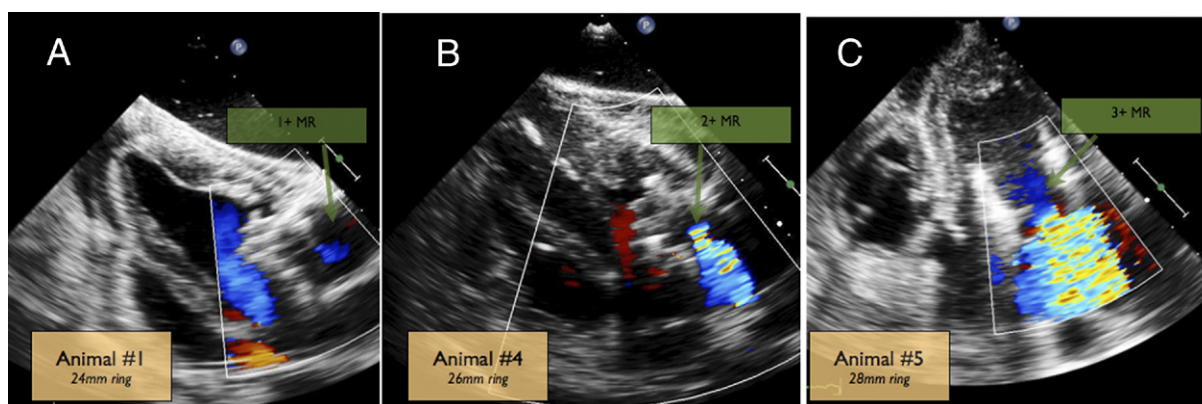 A
P
1+ MR
Animal #1
24mm ring
B
P
2+ MR
Animal #4
26mm ring
C
P
3+ MR
Animal #5
28mm ring